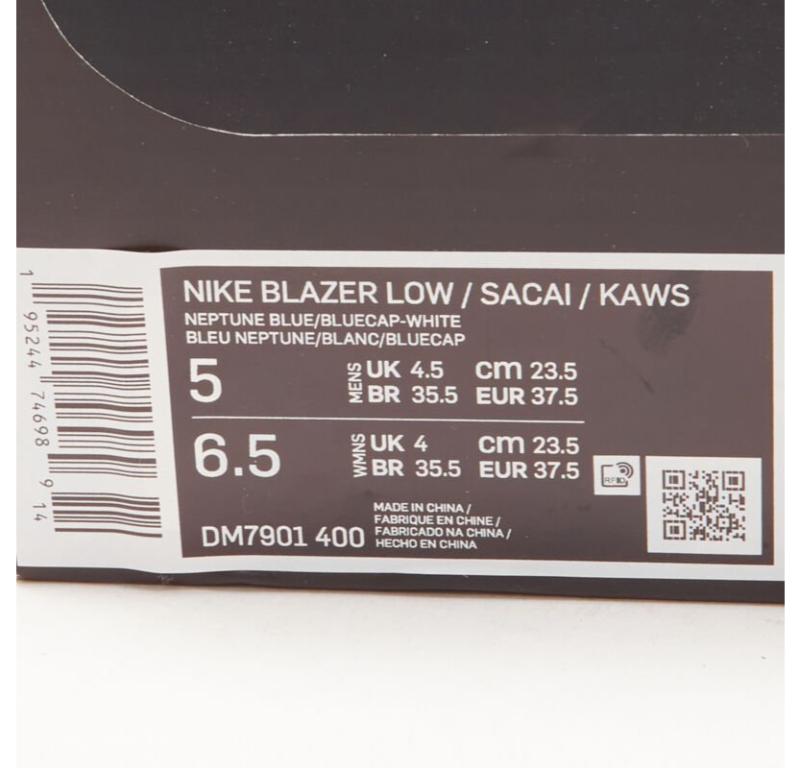 NIKE BLAZER LOW / SACAI / KAWS
NEPTUNE BLUE/BLUECAP-WHITE
BLEU NEPTUNE/BLANC/BLUECAP
5 MENS UK 4.5 cm 23.5
BR 35.5 EUR 37.5
6.5 WMNS UK 4 cm 23.5
BR 35.5 EUR 37.5
RFID
DM7901 400
MADE IN CHINA /
FABRIQUE EN CHINE /
FABRICADO NA CHINA /
HECHO EN CHINA
1 95244 74698 9 14